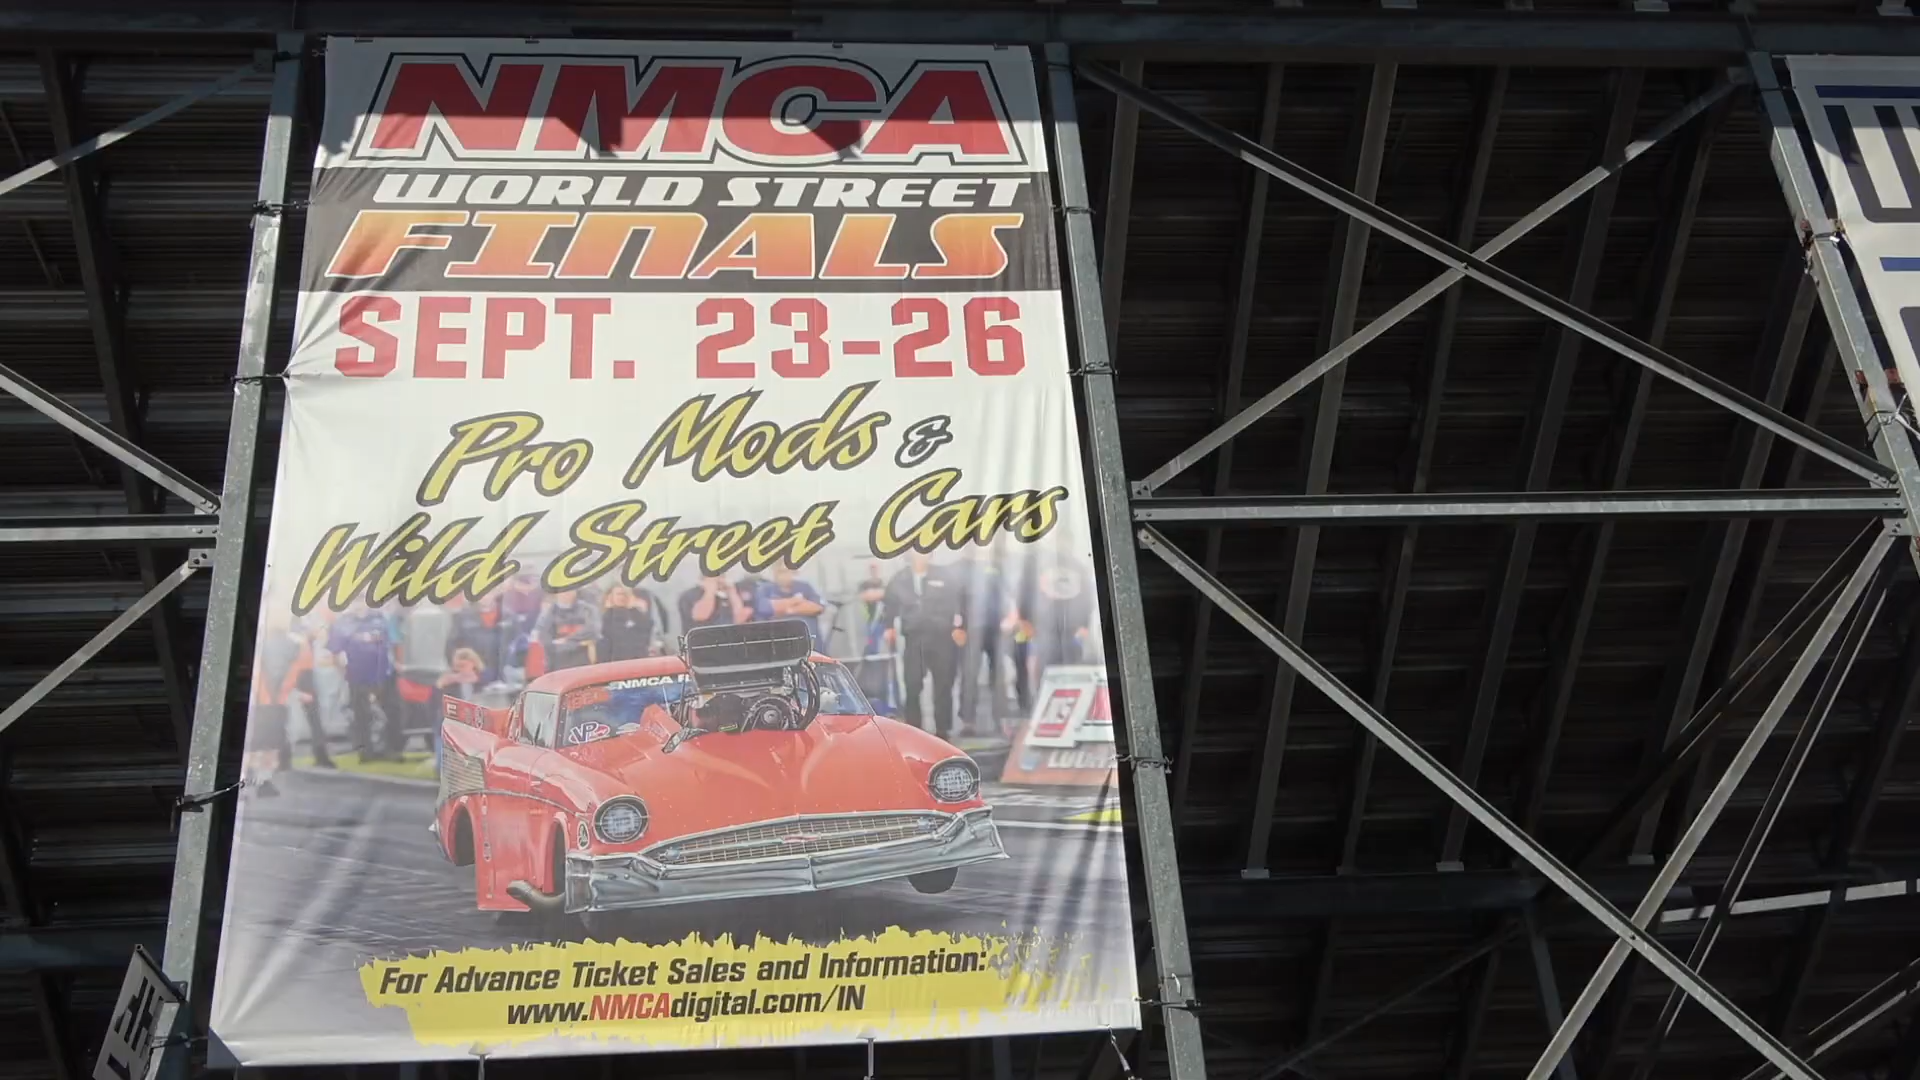 NMCA
WORLD STREET
FINALS
SEPT. 23-26
Pro Mods &
Wild Street Cars
NMCA
VP
For Advance Ticket Sales and Information:
www.NMCAdigital.com/IN